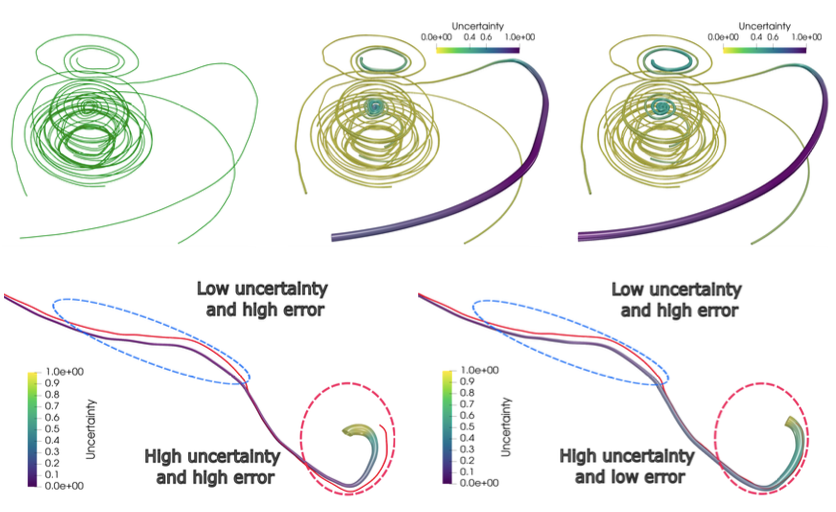 Uncertainty
0.0e+00 0.4 0.6 1.0e+00
Uncertainty
0.0e+00 0.4 0.6 1.0e+00
Low uncertainty
and high error
1.0e+00
0.9
0.8
0.7
0.6
0.5
0.4
0.3
0.2
0.1
0.0e+00
Uncertainty
High uncertainty
and high error
Low uncertainty
and high error
1.0e+00
0.9
0.8
0.7
0.6
0.5
0.4
0.3
0.2
0.1
0.0e+00
Uncertainty
High uncertainty
and low error